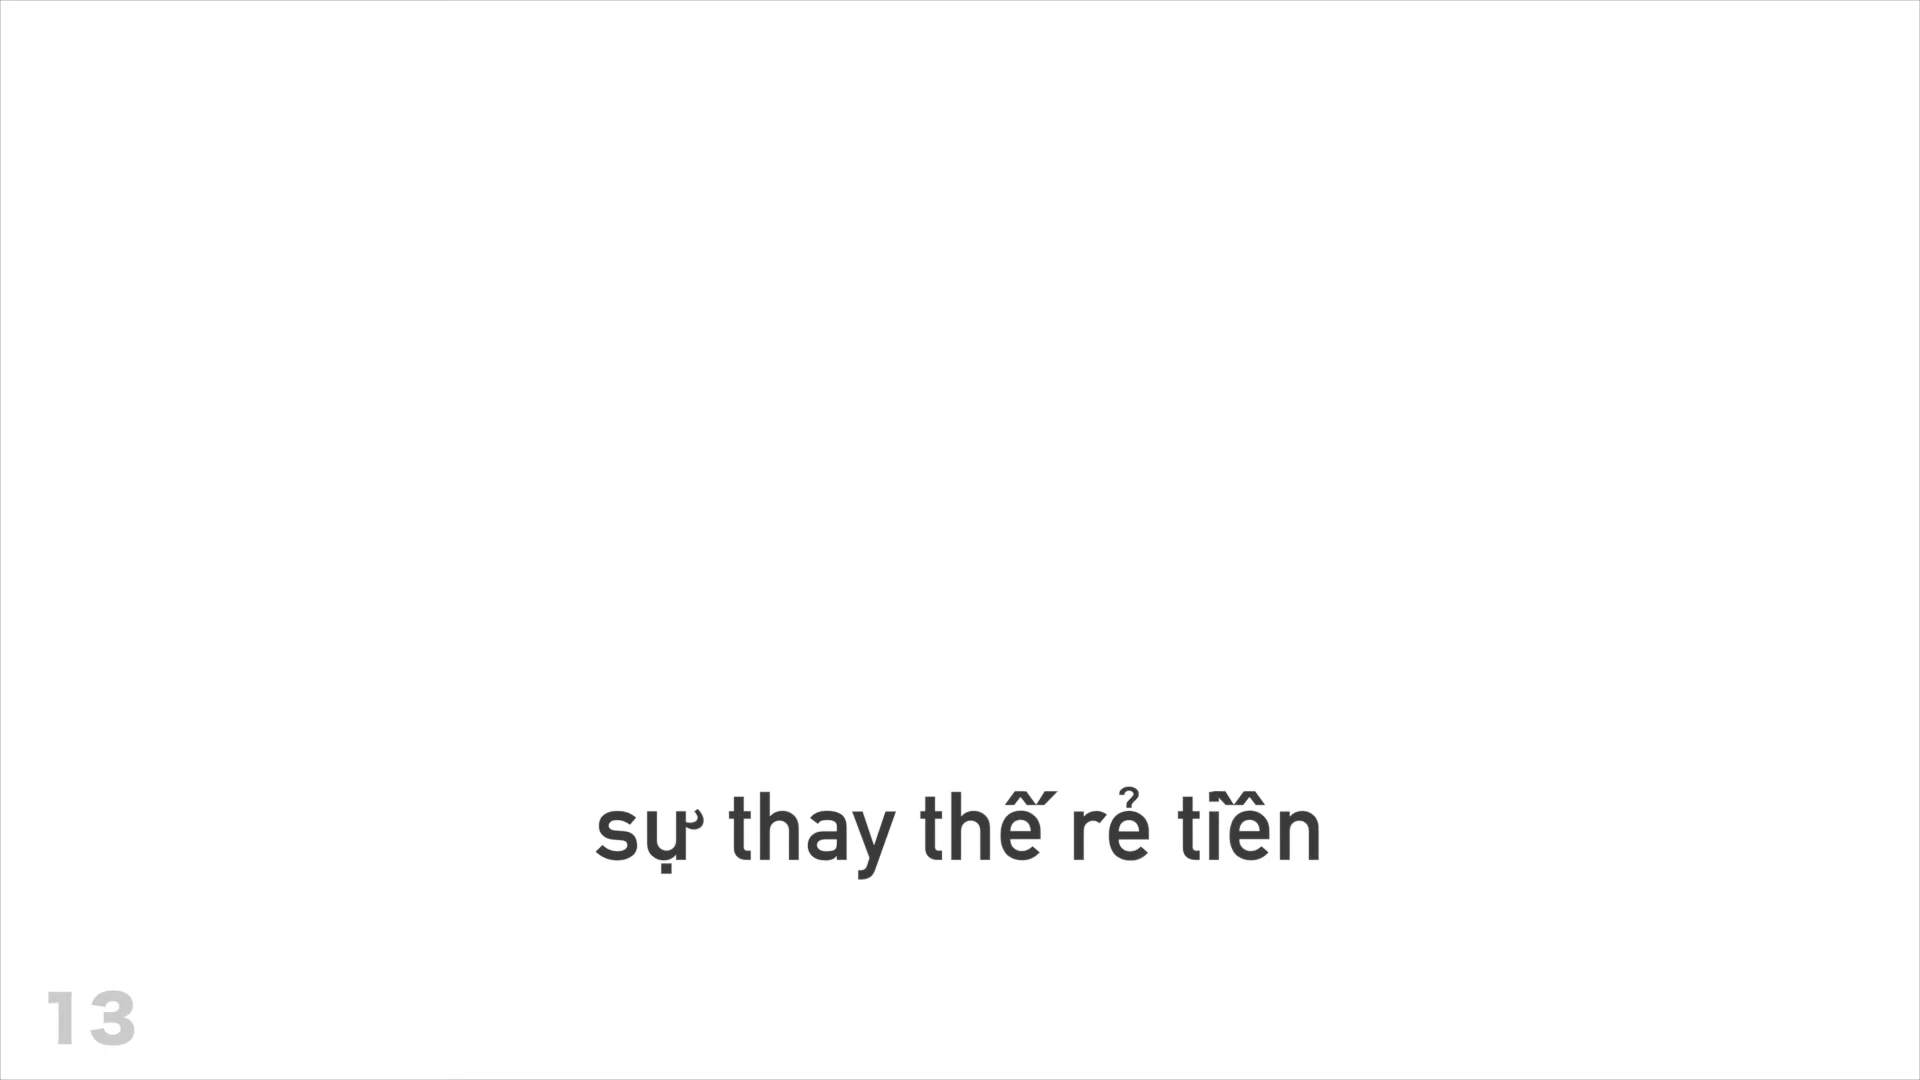 sự thay thế rẻ tiền
13